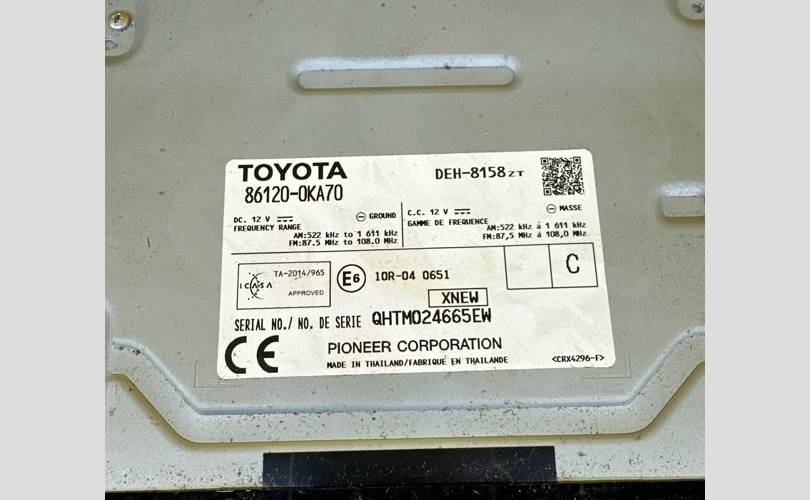 TOYOTA
86120-0KA70
DEH-8158ZT
DC. 12 V
GROUND
FREQUENCY RANGE
AM:522 kHz to 1 611 kHz
FM:87.5 MHz to 108.0 MHz
C.C. 12 V
MASSE
GAMME DE FREQUENCE
AM:522 kHz à 1 611 kHz
FM:87,5 MHz à 108,0 MHz
ICASA
TA-2014/965
APPROVED
E6
10R-04 0651
C
XNEW
SERIAL NO./ NO. DE SERIE QHTM024665EW
CE
PIONEER CORPORATION
MADE IN THAILAND/FABRIQUÉ EN THAILANDE
<CRX4296-F>